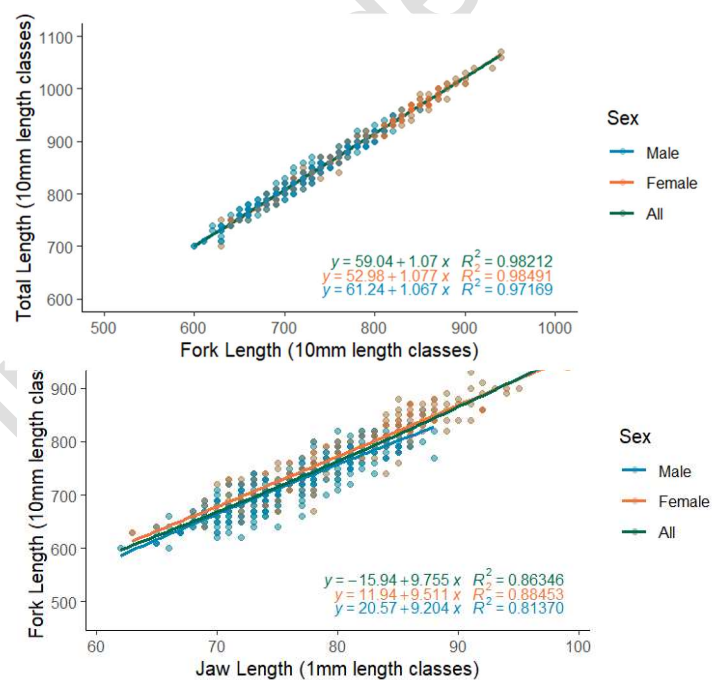 Total Length (10mm length classes)
1100
1000
900
800
700
600
y = 59.04 + 1.07 x R² = 0.98212
y = 52.98 + 1.077 x R² = 0.98491
y = 61.24 + 1.067 x R² = 0.97169
500 600 700 800 900 1000
Fork Length (10mm length classes)
Sex
Male
Female
All
Fork Length (10mm length clas
900
800
700
600
500
y = −15.94 + 9.755 x R² = 0.86346
y = 11.94 + 9.511 x R² = 0.88453
y = 20.57 + 9.204 x R² = 0.81370
60 70 80 90 100
Jaw Length (1mm length classes)
Sex
Male
Female
All